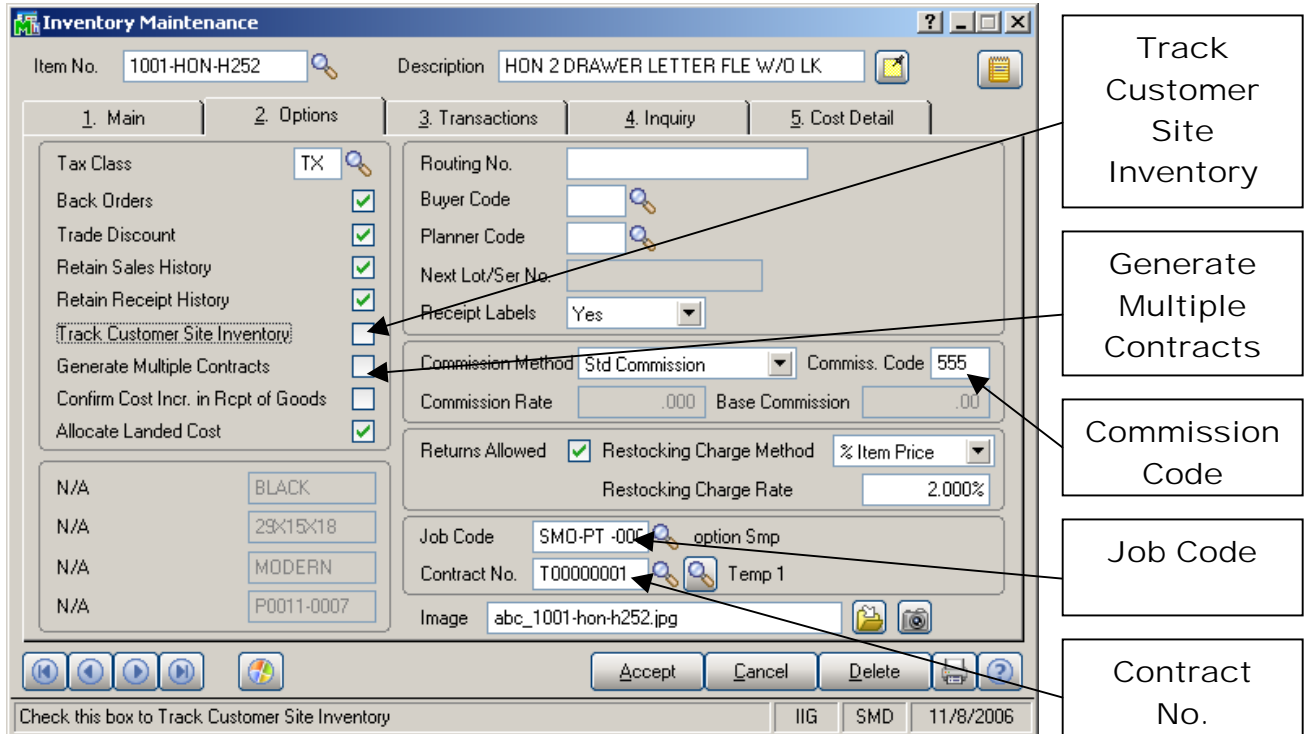 Inventory Maintenance
Item No. 1001-HON-H252 Description HON 2 DRAWER LETTER FLE W/O LK
1. Main 2. Options 3. Transactions 4. Inquiry 5. Cost Detail
Tax Class TX
Back Orders
Trade Discount
Retain Sales History
Retain Receipt History
Track Customer Site Inventory
Generate Multiple Contracts
Confirm Cost Incr. in Rcpt of Goods
Allocate Landed Cost
N/A BLACK
N/A 29X15X18
N/A MODERN
N/A P0011-0007
Routing No.
Buyer Code
Planner Code
Next Lot/Ser No.
Receipt Labels Yes
Commission Method Std Commission Commiss. Code 555
Commission Rate .000 Base Commission .00
Returns Allowed Restocking Charge Method % Item Price
Restocking Charge Rate 2.000%
Job Code SMO-PT -000 option Smp
Contract No. T00000001 Temp 1
Image abc_1001-hon-h252.jpg
Accept Cancel Delete
Check this box to Track Customer Site Inventory IIG SMD 11/8/2006
Track
Customer
Site
Inventory
Generate
Multiple
Contracts
Commission
Code
Job Code
Contract
No.